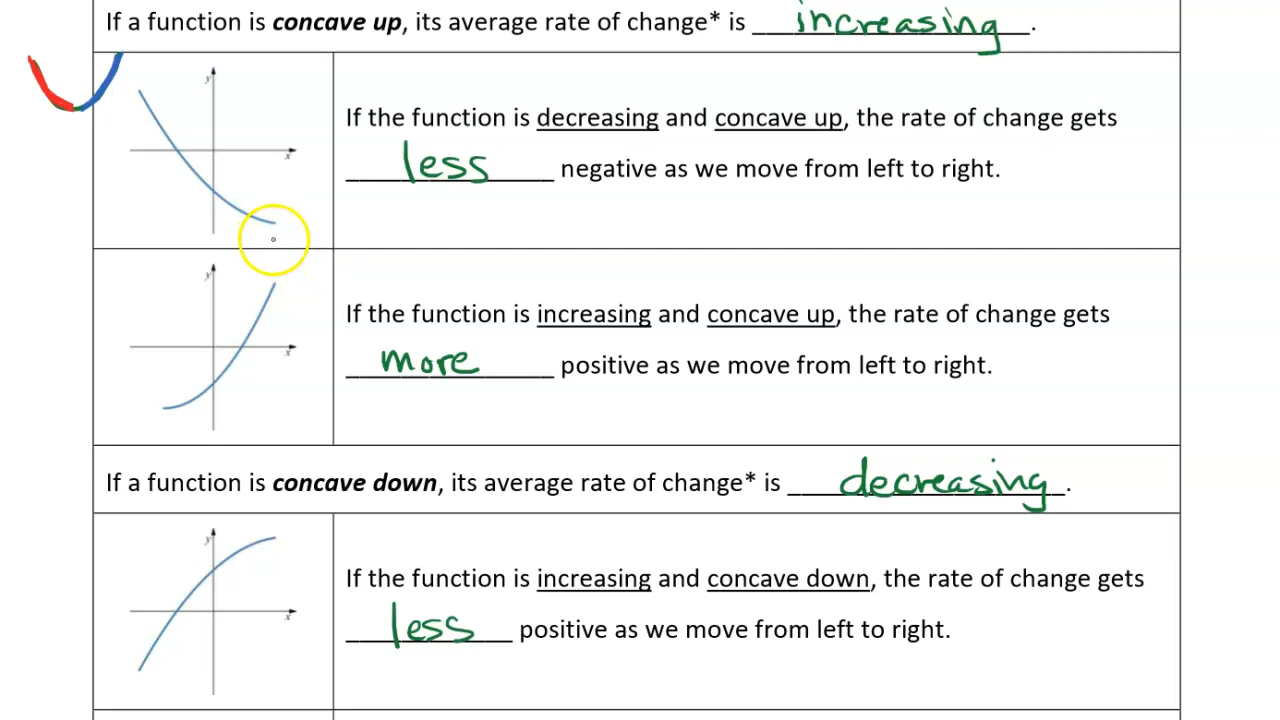 If a function is concave up, its average rate of change* is increasing.
y
x
If the function is decreasing and concave up, the rate of change gets
less negative as we move from left to right.
y
x
If the function is increasing and concave up, the rate of change gets
more positive as we move from left to right.
If a function is concave down, its average rate of change* is decreasing.
y
x
If the function is increasing and concave down, the rate of change gets
less positive as we move from left to right.